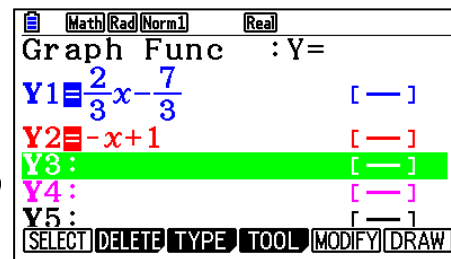 Math Rad Norm1 Real
Graph Func :Y=
Y1=2/3x-7/3 [—]
Y2=-x+1 [—]
Y3: [—]
Y4: [—]
Y5: [—]
SELECT DELETE TYPE TOOL MODIFY DRAW